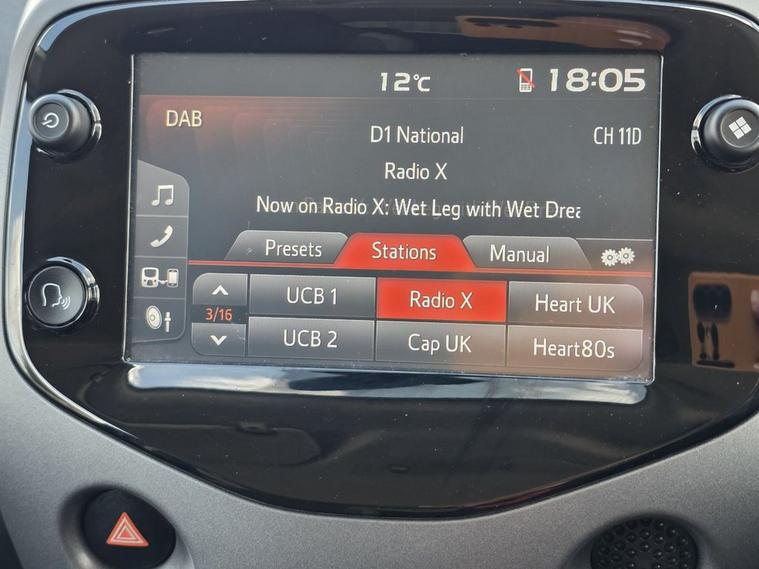 12°C 18:05
DAB
D1 National CH 11D
Radio X
Now on Radio X: Wet Leg with Wet Drea
Presets Stations Manual
3/16
UCB 1 Radio X Heart UK
UCB 2 Cap UK Heart80s